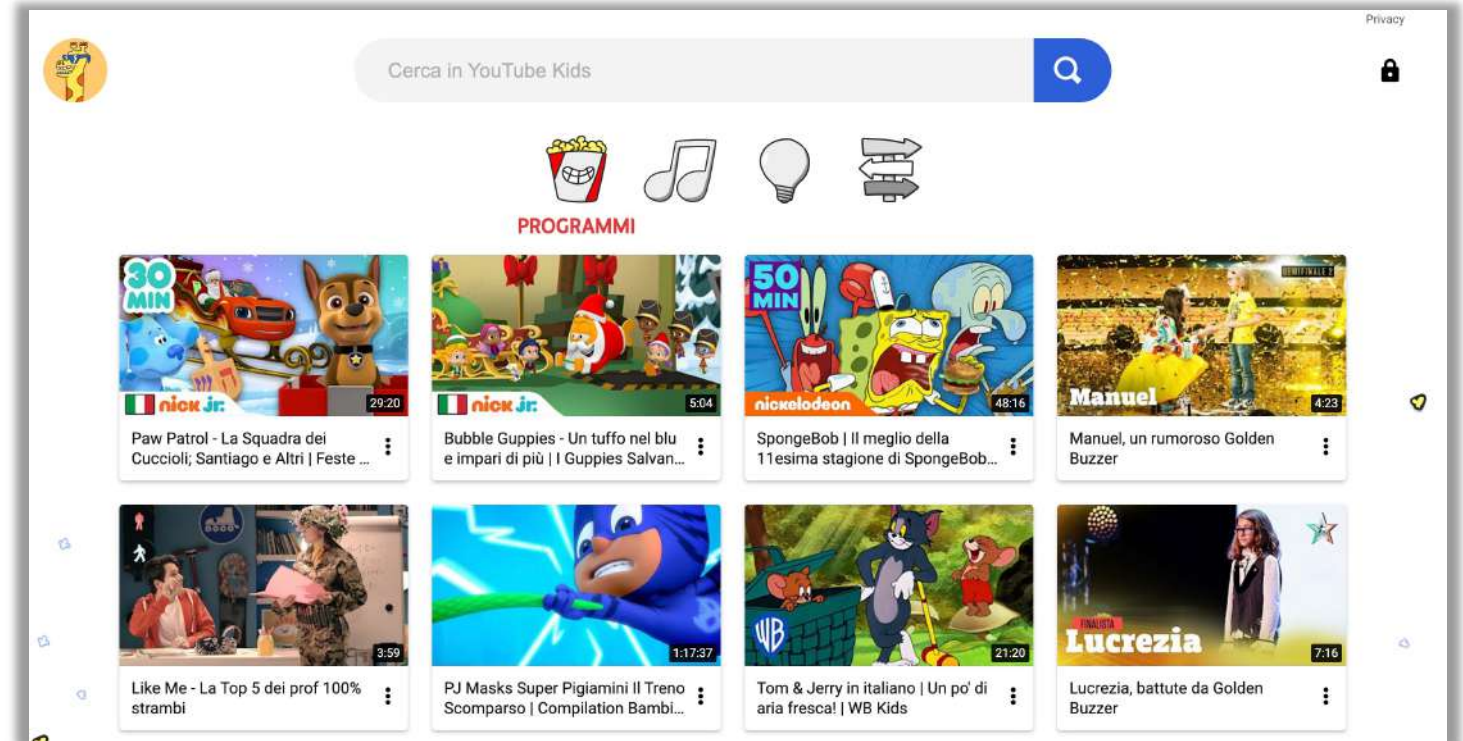 Privacy
Cerca in YouTube Kids
PROGRAMMI
30
MIN
nick jr.
29:20
nick jr.
5:04
50
MIN
nickelodeon
48:16
SEMIFINALE 2
Manuel
4:23
Paw Patrol - La Squadra dei
Cuccioli; Santiago e Altri | Feste ...
Bubble Guppies - Un tuffo nel blu
e impari di più | I Guppies Salvan...
SpongeBob | Il meglio della
11esima stagione di SpongeBob...
Manuel, un rumoroso Golden
Buzzer
3:59
1:17:37
WB
21:20
FINALISTA
Lucrezia
7:16
Like Me - La Top 5 dei prof 100%
strambi
PJ Masks Super Pigiamini Il Treno
Scomparso | Compilation Bambi...
Tom & Jerry in italiano | Un po' di
aria fresca! | WB Kids
Lucrezia, battute da Golden
Buzzer